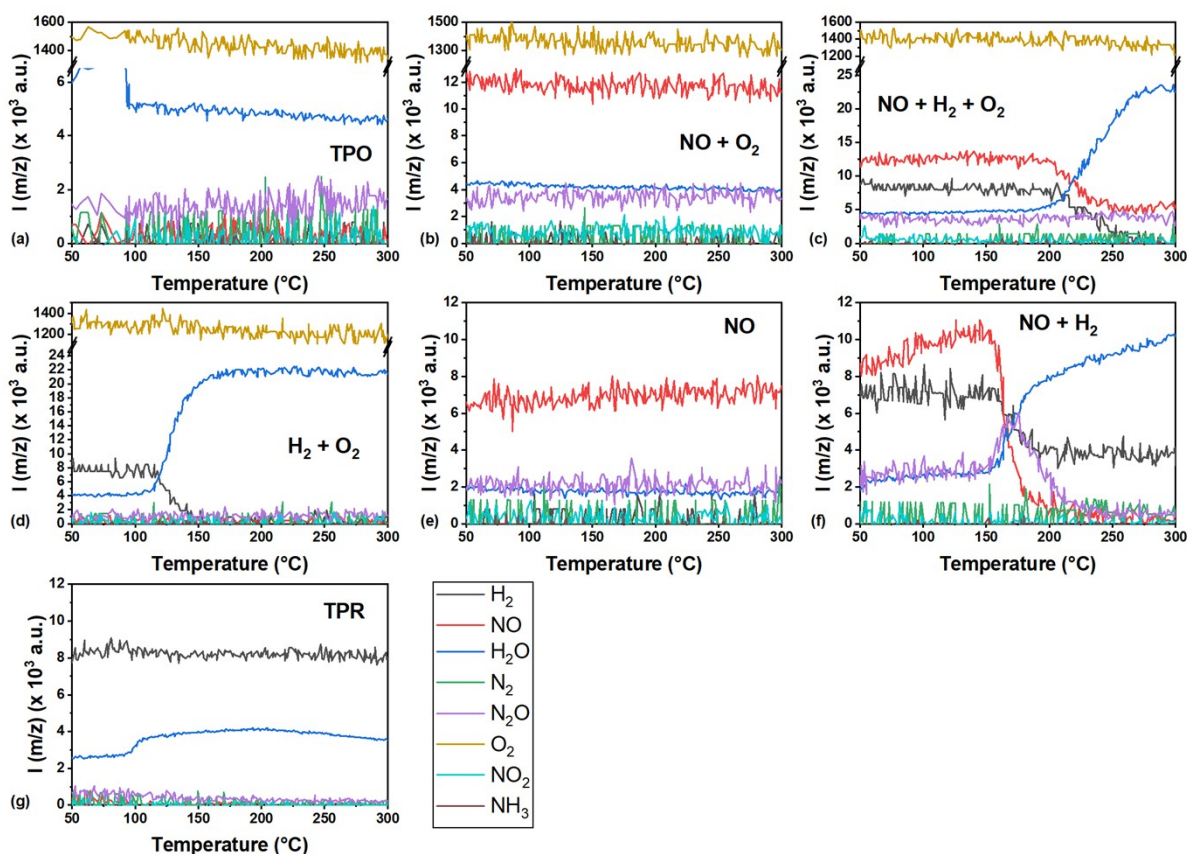 1600
1400
6
4
2
0
I (m/z) (x 10³ a.u.)
TPO
(a)
50 100 150 200 250 300
Temperature (°C)
1500
1300
12
10
8
6
4
2
0
I (m/z) (x 10³ a.u.)
NO + O₂
(b)
50 100 150 200 250 300
Temperature (°C)
1600
1400
1200
25
20
15
10
5
0
I (m/z) (x 10³ a.u.)
NO + H₂ + O₂
(c)
50 100 150 200 250 300
Temperature (°C)
1400
1200
24
22
20
18
16
14
12
10
8
6
4
2
0
I (m/z) (x 10³ a.u.)
H₂ + O₂
(d)
50 100 150 200 250 300
Temperature (°C)
12
10
8
6
4
2
0
I (m/z) (x 10³ a.u.)
NO
(e)
50 100 150 200 250 300
Temperature (°C)
12
10
8
6
4
2
0
I (m/z) (x 10³ a.u.)
NO + H₂
(f)
50 100 150 200 250 300
Temperature (°C)
12
10
8
6
4
2
0
I (m/z) (x 10³ a.u.)
TPR
(g)
50 100 150 200 250 300
Temperature (°C)
H₂
NO
H₂O
N₂
N₂O
O₂
NO₂
NH₃